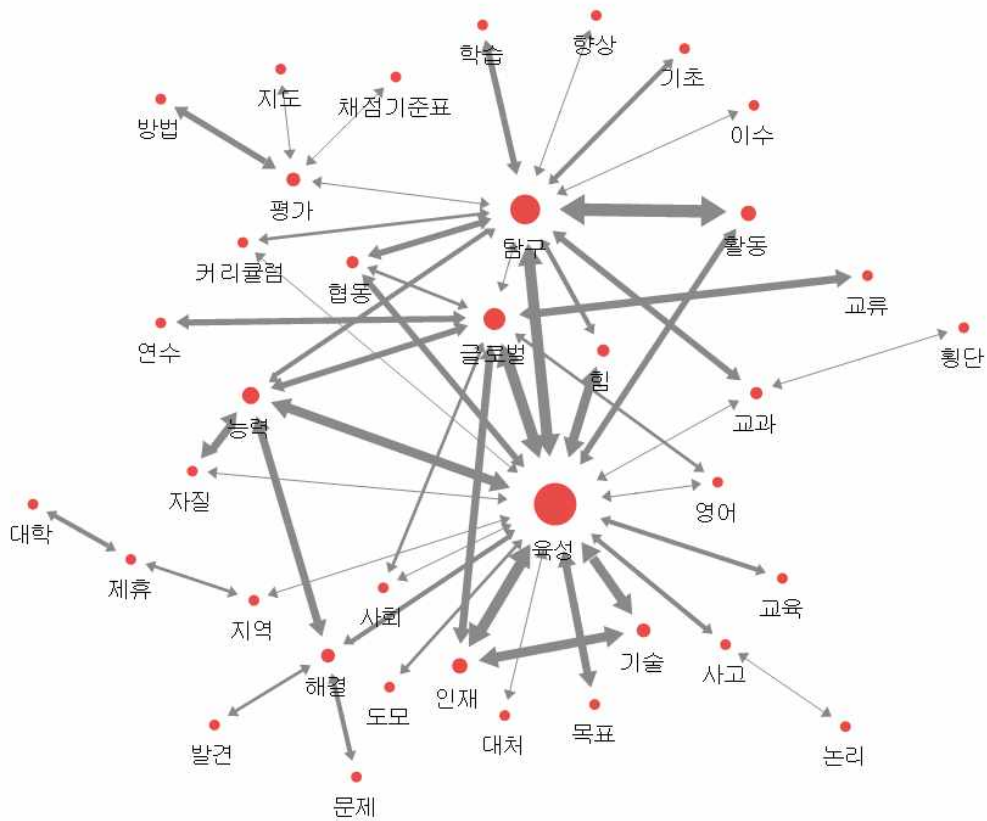 학습
향상
기초
지도
채점기준표
방법
이수
평가
탐구
활동
커리큘럼
협동
교류
연수
글로벌
횡단
힘
능력
교과
자질
영어
대학
육성
제휴
교육
지역
사회
기술
사고
해결
인재
도모
대처
목표
발견
논리
문제